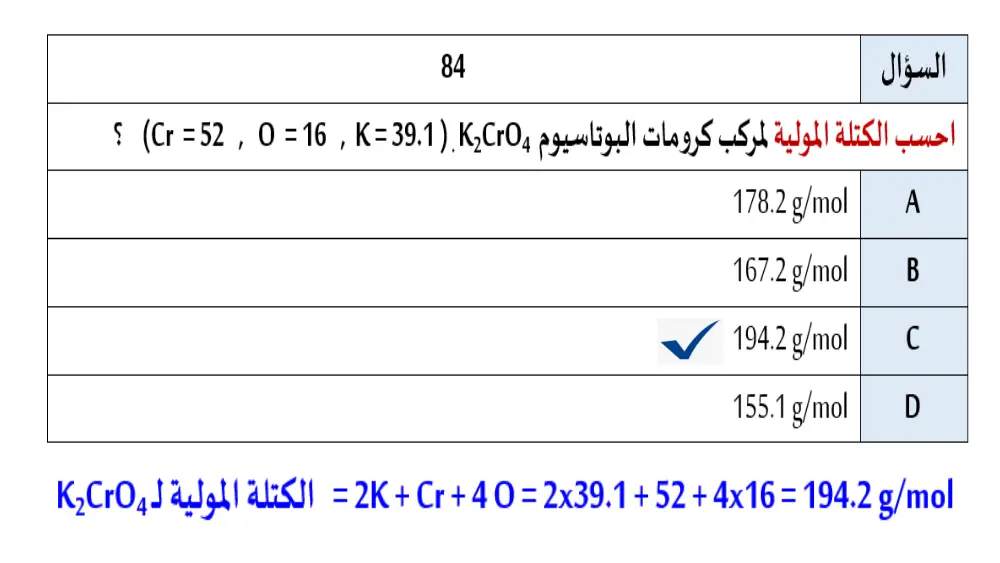 السؤال 84
احسب الكتلة المولية لمركب كرومات البوتاسيوم K₂CrO₄ . ( K = 39.1 , O = 16 , Cr = 52 ) ؟
A 178.2 g/mol
B 167.2 g/mol
C 194.2 g/mol
D 155.1 g/mol
الكتلة المولية لـ K₂CrO₄ = 2K + Cr + 4 O = 2x39.1 + 52 + 4x16 = 194.2 g/mol